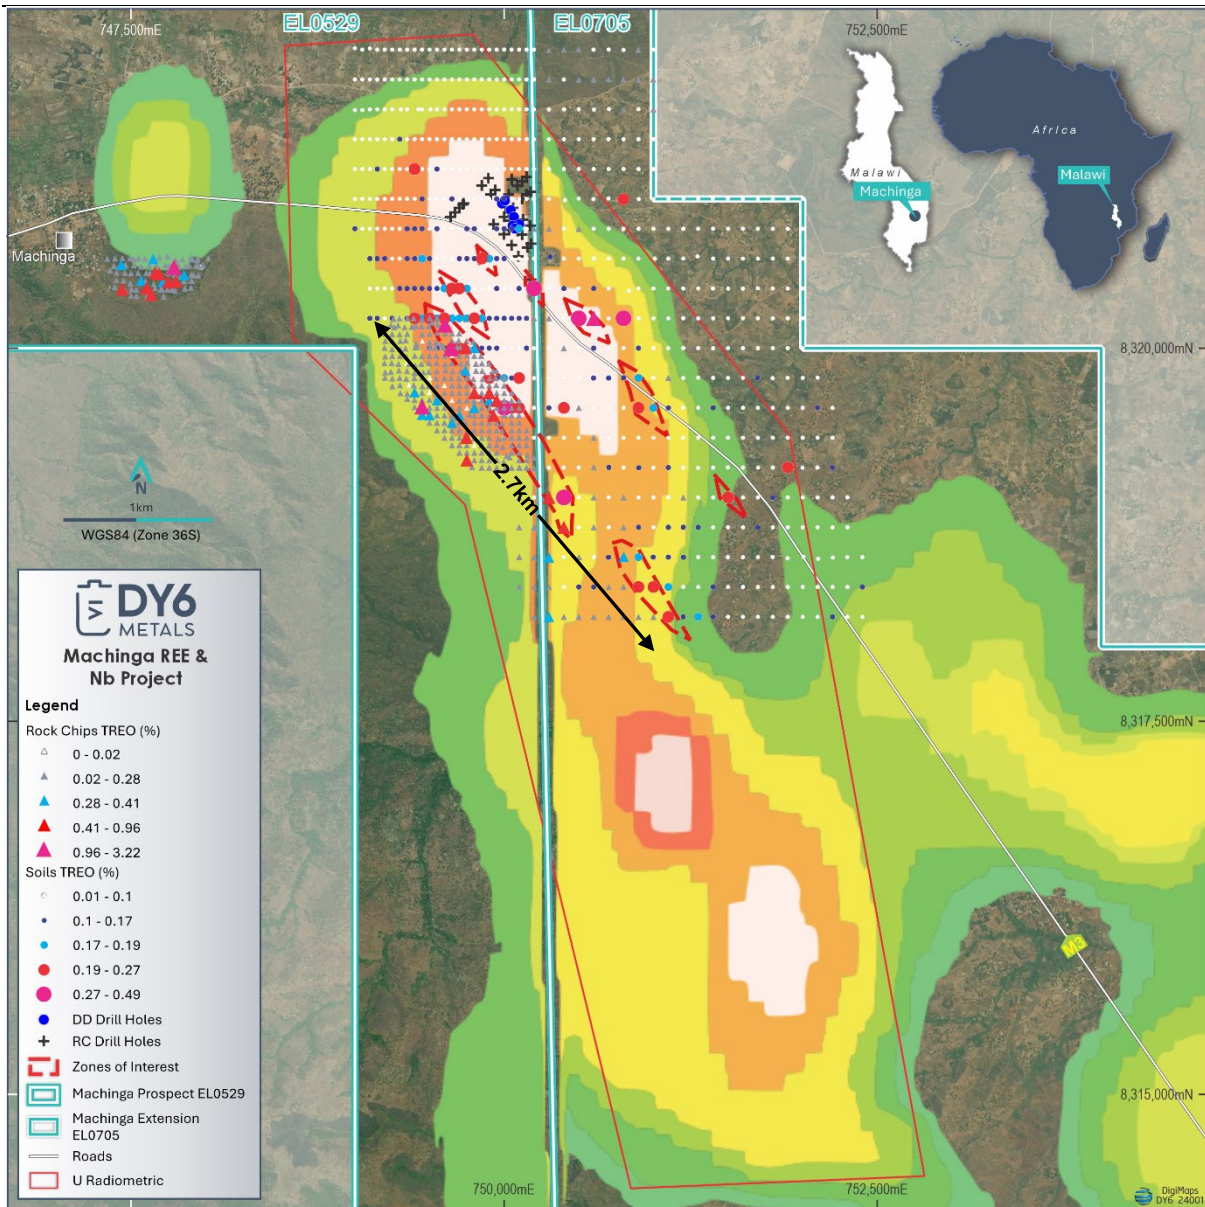 EL0529
EL0705
747,500mE
752,500mE
Africa
Malawi
Malawi
Machinga
Machinga
8,320,000mN
2.7km
N
1km
WGS84 (Zone 36S)
VI
DY6
METALS
Machinga REE &
Nb Project
Legend
Rock Chips TREO (%)
0 - 0.02
0.02 - 0.28
0.28 - 0.41
0.41 - 0.96
0.96 - 3.22
Soils TREO (%)
0.01 - 0.1
0.1 - 0.17
0.17 - 0.19
0.19 - 0.27
0.27 - 0.49
DD Drill Holes
RC Drill Holes
Zones of Interest
Machinga Prospect EL0529
Machinga Extension
EL0705
Roads
U Radiometric
8,317,500mN
M3
8,315,000mN
750,000mE
752,500mE
DigiMaps
DY6 24001